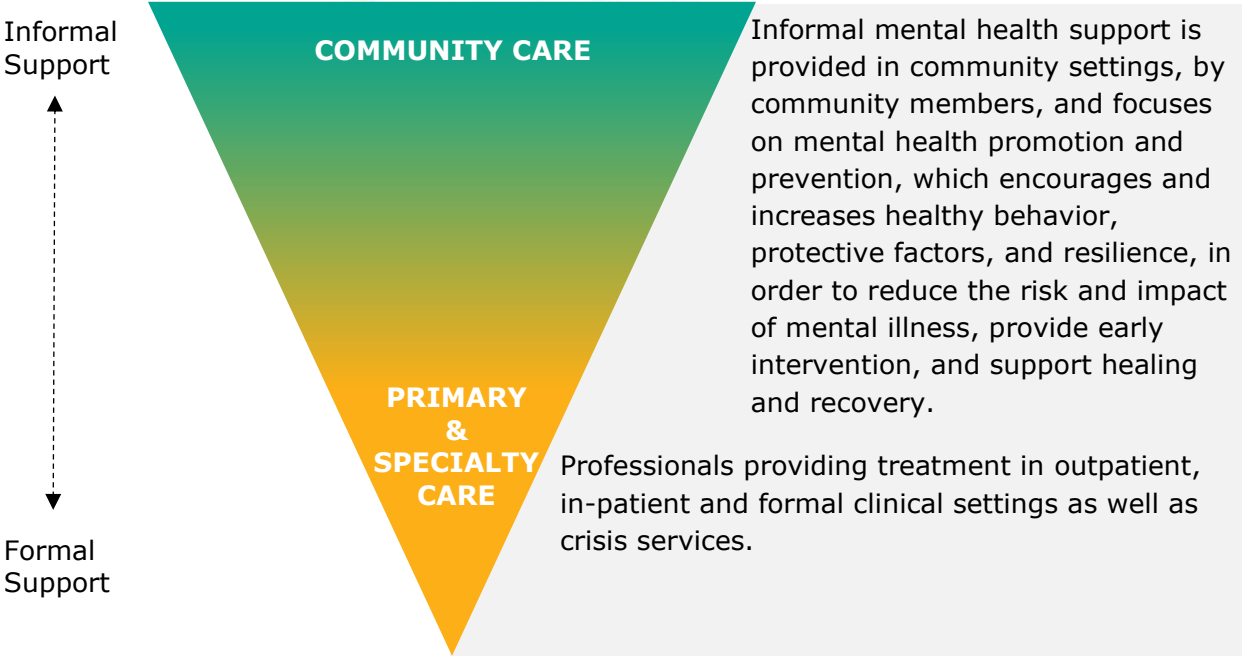 Informal
Support
COMMUNITY CARE
Informal mental health support is
provided in community settings, by
community members, and focuses
on mental health promotion and
prevention, which encourages and
increases healthy behavior,
protective factors, and resilience, in
order to reduce the risk and impact
of mental illness, provide early
intervention, and support healing
and recovery.
PRIMARY
&
SPECIALTY
CARE
Professionals providing treatment in outpatient,
in-patient and formal clinical settings as well as
crisis services.
Formal
Support